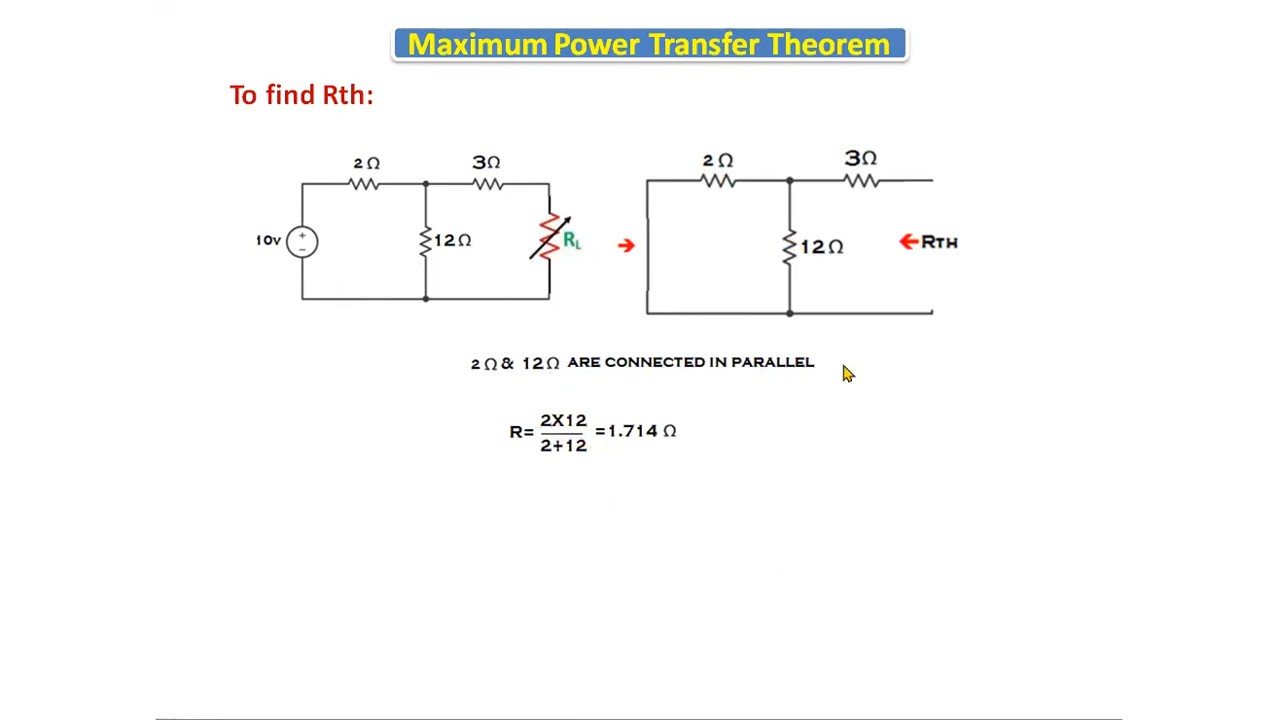 Maximum Power Transfer Theorem
To find Rth:
2Ω 3Ω 2Ω 3Ω
10V + − 12Ω RL 12Ω RTH
2Ω & 12Ω ARE CONNECTED IN PARALLEL
2X12
R= =1.714 Ω
2+12